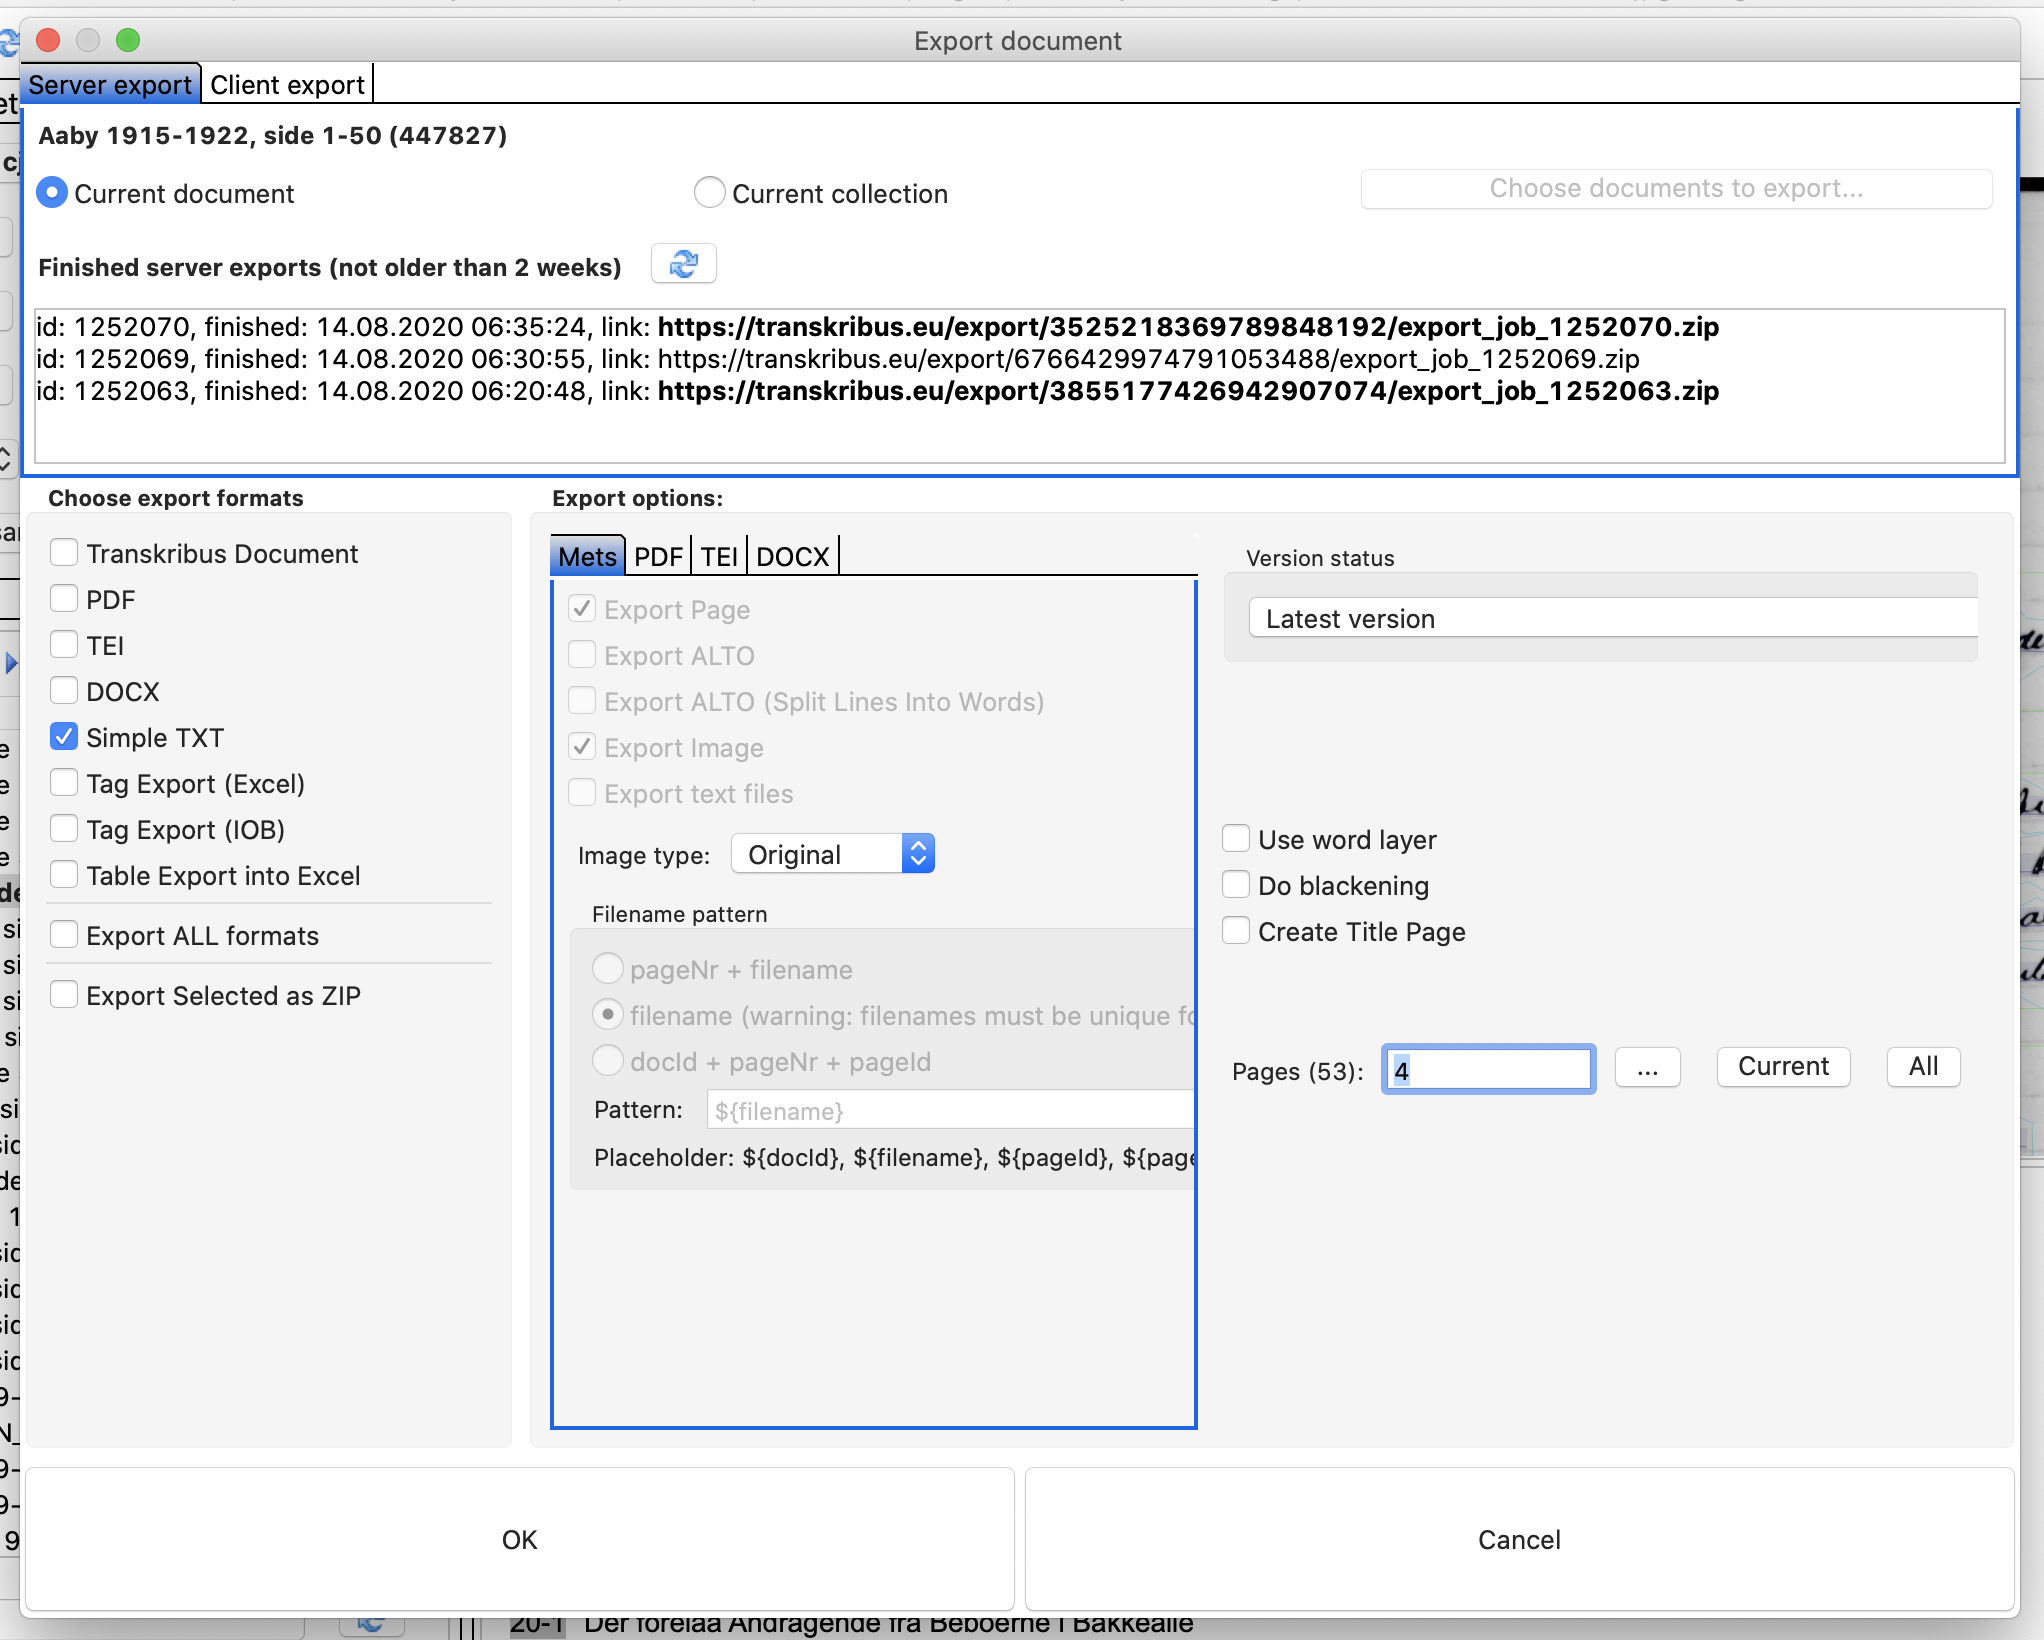 Export document
Server export Client export
Aaby 1915-1922, side 1-50 (447827)
Current document Current collection Choose documents to export...
Finished server exports (not older than 2 weeks)
id: 1252070, finished: 14.08.2020 06:35:24, link: https://transkribus.eu/export/3525218369789848192/export_job_1252070.zip
id: 1252069, finished: 14.08.2020 06:30:55, link: https://transkribus.eu/export/6766429974791053488/export_job_1252069.zip
id: 1252063, finished: 14.08.2020 06:20:48, link: https://transkribus.eu/export/3855177426942907074/export_job_1252063.zip
Choose export formats
Transkribus Document
PDF
TEI
DOCX
Simple TXT
Tag Export (Excel)
Tag Export (IOB)
Table Export into Excel
Export ALL formats
Export Selected as ZIP
Export options:
Mets PDF TEI DOCX
Export Page
Export ALTO
Export ALTO (Split Lines Into Words)
Export Image
Export text files
Image type: Original
Filename pattern
pageNr + filename
filename (warning: filenames must be unique fo
docId + pageNr + pageId
Pattern: ${filename}
Placeholder: ${docId}, ${filename}, ${pageId}, ${page
Version status
Latest version
Use word layer
Do blackening
Create Title Page
Pages (53): 4 ... Current All
OK Cancel
20-1 Der forelaa Andragende fra Beboerne i Bakkealle